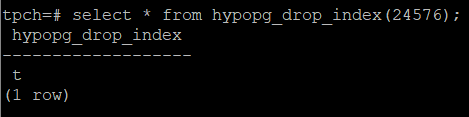 tpch=# select * from hypopg_drop_index(24576);
 hypopg_drop_index
-------------------
 t
(1 row)